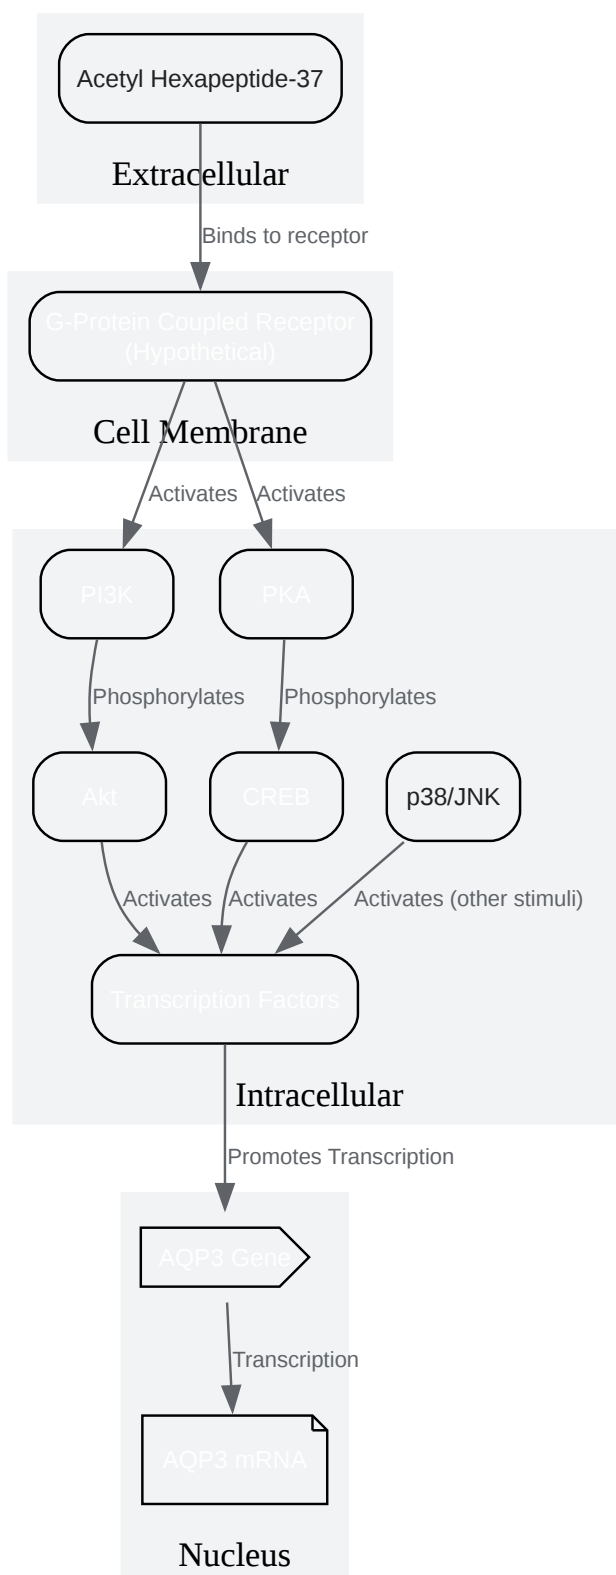 Acetyl Hexapeptide-37
Extracellular
Binds to receptor
G-Protein Coupled Receptor
(Hypothetical)
Cell Membrane
Activates
Activates
PI3K
PKA
Phosphorylates
Phosphorylates
Akt
CREB
p38/JNK
Activates
Activates
Activates (other stimuli)
Transcription Factors
Intracellular
Promotes Transcription
AQP3 Gene
Transcription
AQP3 mRNA
Nucleus